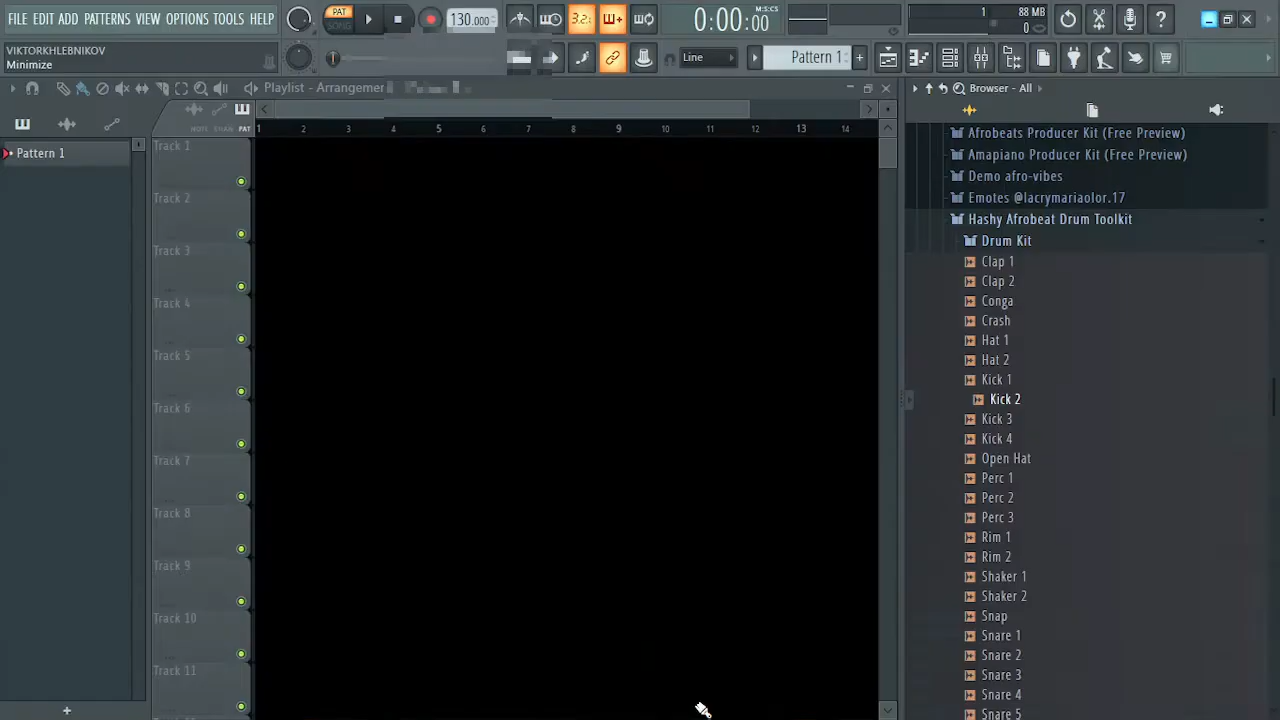 FILE EDIT ADD PATTERNS VIEW OPTIONS TOOLS HELP
PAT
SONG
130.000
3.2.
0:00:00
M:S:CS
1
88 MB
0
VIKTORKHLEBNIKOV
Minimize
Line
Pattern 1
Playlist - Arrangemen
Browser - All
NOTE
CHAN
PAT
1 2 3 4 5 6 7 8 9 10 11 12 13 14
Pattern 1
Track 1
Track 2
Track 3
Track 4
Track 5
Track 6
Track 7
Track 8
Track 9
Track 10
Track 11
Afrobeats Producer Kit (Free Preview)
Amapiano Producer Kit (Free Preview)
Demo afro-vibes
Emotes @lacrymariaolor.17
Hashy Afrobeat Drum Toolkit
Drum Kit
Clap 1
Clap 2
Conga
Crash
Hat 1
Hat 2
Kick 1
Kick 2
Kick 3
Kick 4
Open Hat
Perc 1
Perc 2
Perc 3
Rim 1
Rim 2
Shaker 1
Shaker 2
Snap
Snare 1
Snare 2
Snare 3
Snare 4
Snare 5